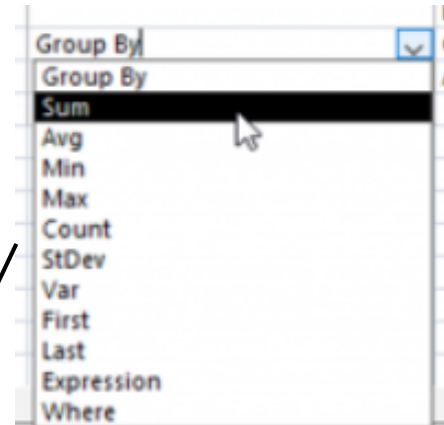 Group By
Group By
Sum
Avg
Min
Max
Count
StDev
Var
First
Last
Expression
Where